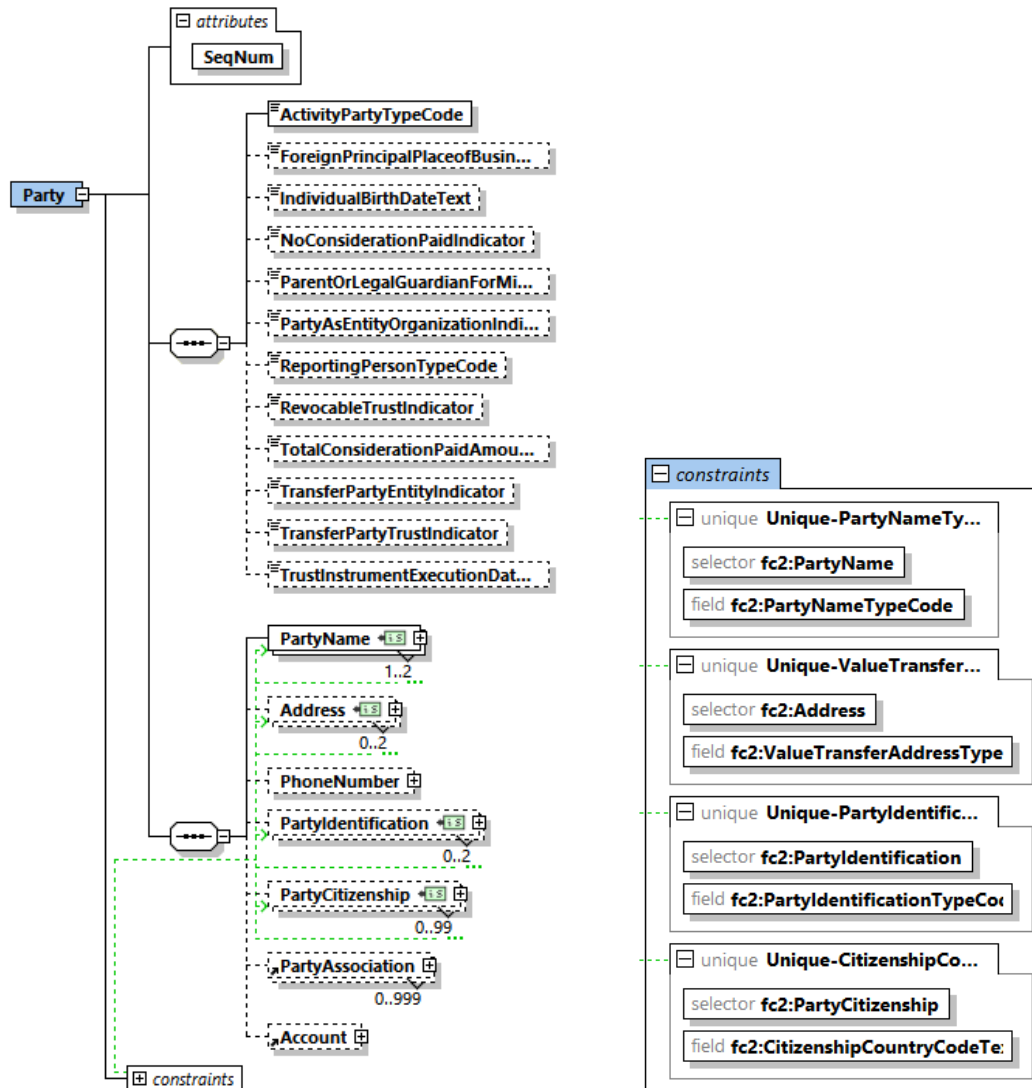 attributes
SeqNum
ActivityPartyTypeCode
ForeignPrincipalPlaceofBusin...
Party
IndividualBirthDateText
NoConsiderationPaidIndicator
ParentOrLegalGuardianForMi...
PartyAsEntityOrganizationIndi...
ReportingPersonTypeCode
RevocableTrustIndicator
TotalConsiderationPaidAmou...
TransferPartyEntityIndicator
TransferPartyTrustIndicator
TrustInstrumentExecutionDat...
PartyName
1..2
Address
0..2
PhoneNumber
PartyIdentification
0..2
PartyCitizenship
0..99
PartyAssociation
0..999
Account
constraints
constraints
unique Unique-PartyNameTy...
selector fc2:PartyName
field fc2:PartyNameTypeCode
unique Unique-ValueTransfer...
selector fc2:Address
field fc2:ValueTransferAddressType
unique Unique-PartyIdentific...
selector fc2:PartyIdentification
field fc2:PartyIdentificationTypeCo
unique Unique-CitizenshipCo...
selector fc2:PartyCitizenship
field fc2:CitizenshipCountryCodeTe